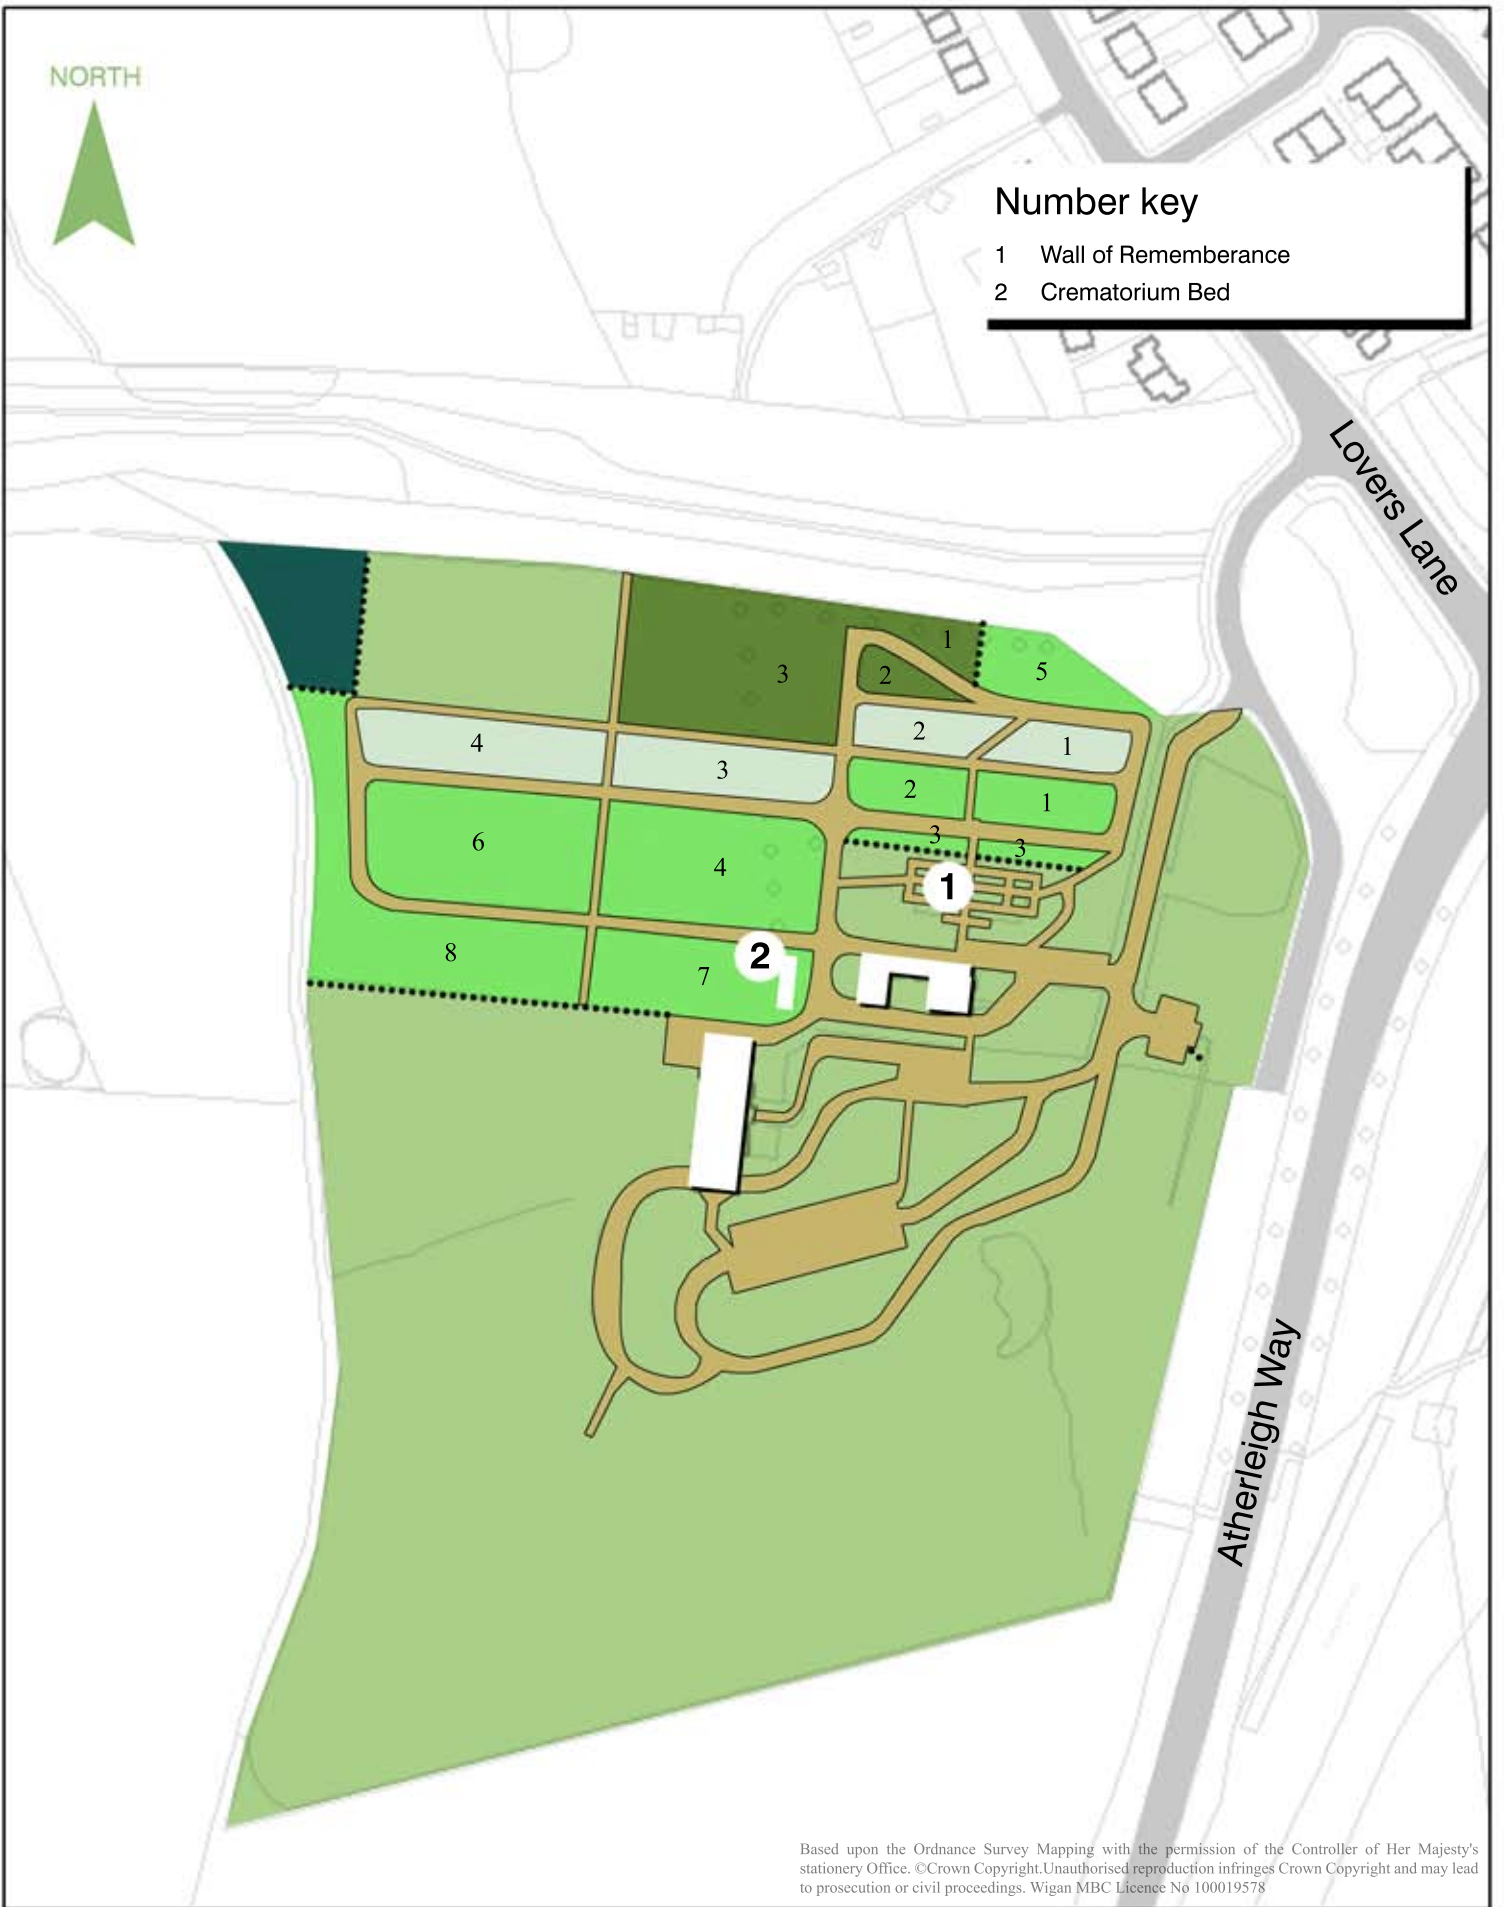 NORTH
Number key
1 Wall of Rememberance
2 Crematorium Bed
Lovers Lane
1
3
2
5
2
1
4
3
2
1
3
3
6
4
1
8
7
2
Atherleigh Way
Based upon the Ordnance Survey Mapping with the permission of the Controller of Her Majesty's
stationery Office. ©Crown Copyright.Unauthorised reproduction infringes Crown Copyright and may lead
to prosecution or civil proceedings. Wigan MBC Licence No 100019578